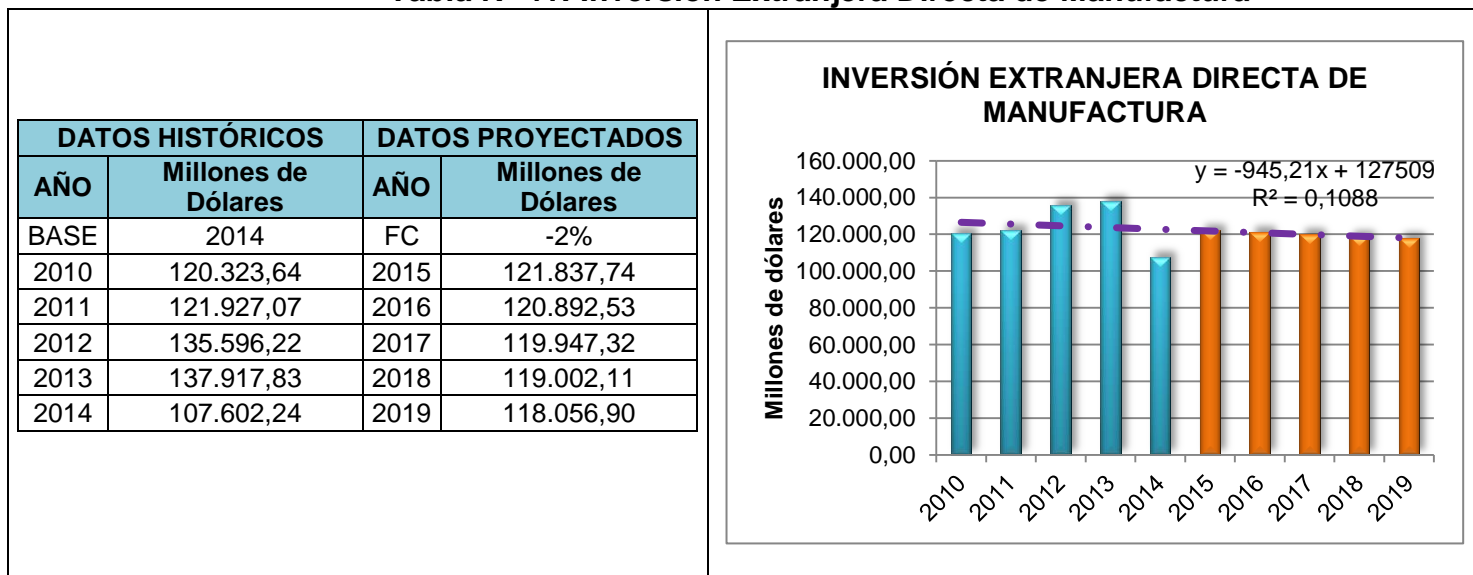 DATOS HISTÓRICOS DATOS PROYECTADOS
AÑO Millones de Dólares AÑO Millones de Dólares
BASE 2014 FC -2%
2010 120.323,64 2015 121.837,74
2011 121.927,07 2016 120.892,53
2012 135.596,22 2017 119.947,32
2013 137.917,83 2018 119.002,11
2014 107.602,24 2019 118.056,90
INVERSIÓN EXTRANJERA DIRECTA DE
MANUFACTURA
y = -945,21x + 127509
R² = 0,1088
Millones de dólares
160.000,00
140.000,00
120.000,00
100.000,00
80.000,00
60.000,00
40.000,00
20.000,00
0,00
2010 2011 2012 2013 2014 2015 2016 2017 2018 2019